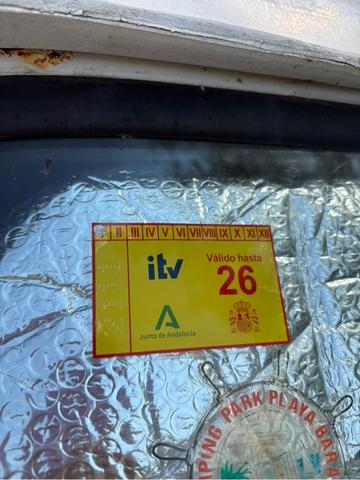 II III IV V VI VII VIII IX X XI XII
itv
Válido hasta
26
Junta de Andalucía
PING PARK PLAYA BARA